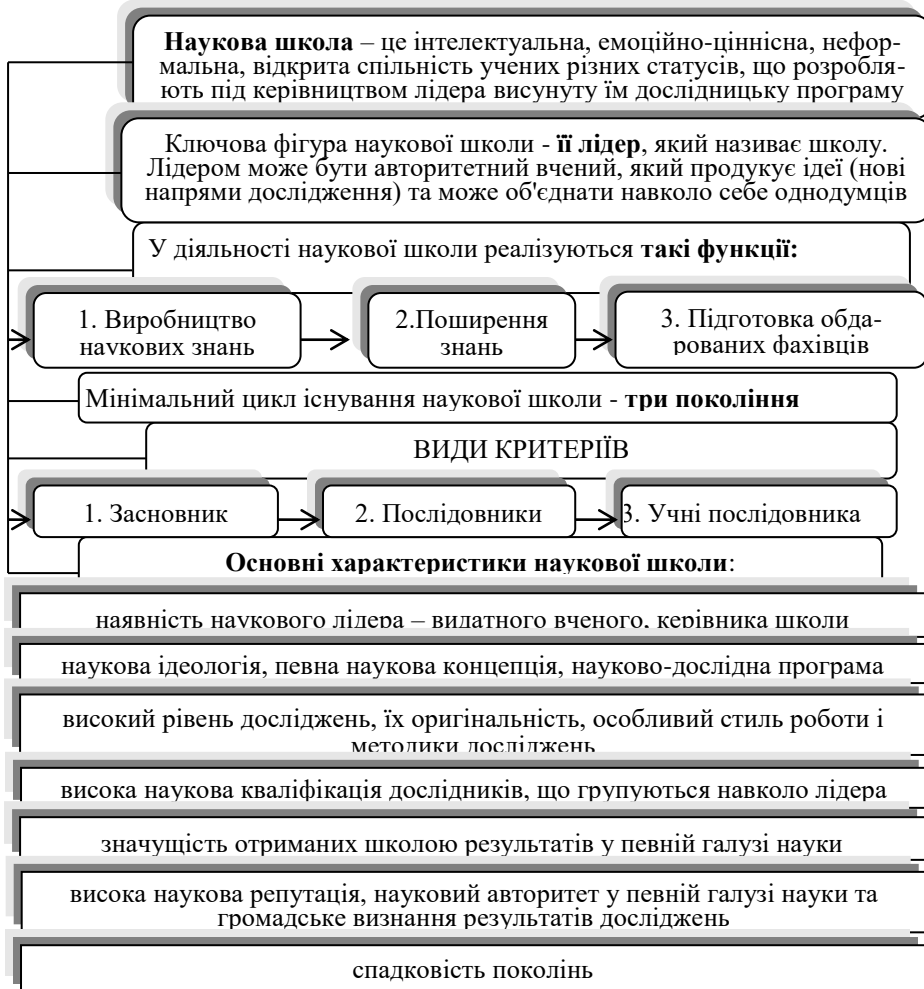 Наукова школа – це інтелектуальна, емоційно-ціннісна, нефор-
мальна, відкрита спільність учених різних статусів, що розробля-
ють під керівництвом лідера висунуту їм дослідницьку програму
Ключова фігура наукової школи - її лідер, який називає школу.
Лідером може бути авторитетний вчений, який продукує ідеї (нові
напрями дослідження) та може об'єднати навколо себе однодумців
У діяльності наукової школи реалізуються такі функції:
1. Виробництво
наукових знань
2.Поширення
знань
3. Підготовка обда-
рованих фахівців
Мінімальний цикл існування наукової школи - три покоління
ВИДИ КРИТЕРІЇВ
1. Засновник
2. Послідовники
3. Учні послідовника
Основні характеристики наукової школи:
наявність наукового лідера – видатного вченого, керівника школи
наукова ідеологія, певна наукова концепція, науково-дослідна програма
високий рівень досліджень, їх оригінальність, особливий стиль роботи і
методики досліджень
висока наукова кваліфікація дослідників, що групуються навколо лідера
значущість отриманих школою результатів у певній галузі науки
висока наукова репутація, науковий авторитет у певній галузі науки та
громадське визнання результатів досліджень
спадковість поколінь